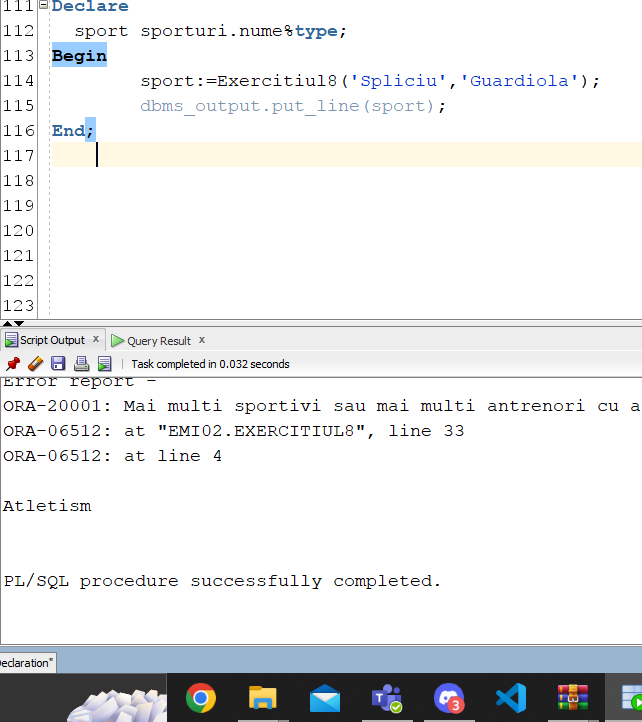 111 Declare
112 sport sporturi.nume%type;
113 Begin
114 sport:=Exercitiul8('Spliciu','Guardiola');
115 dbms_output.put_line(sport);
116 End;
117
118
119
120
121
122
123
Script Output x Query Result x
Task completed in 0.032 seconds
Error report -
ORA-20001: Mai multi sportivi sau mai multi antrenori cu a
ORA-06512: at "EMI02.EXERCITIUL8", line 33
ORA-06512: at line 4
Atletism
PL/SQL procedure successfully completed.
eclaration"
3